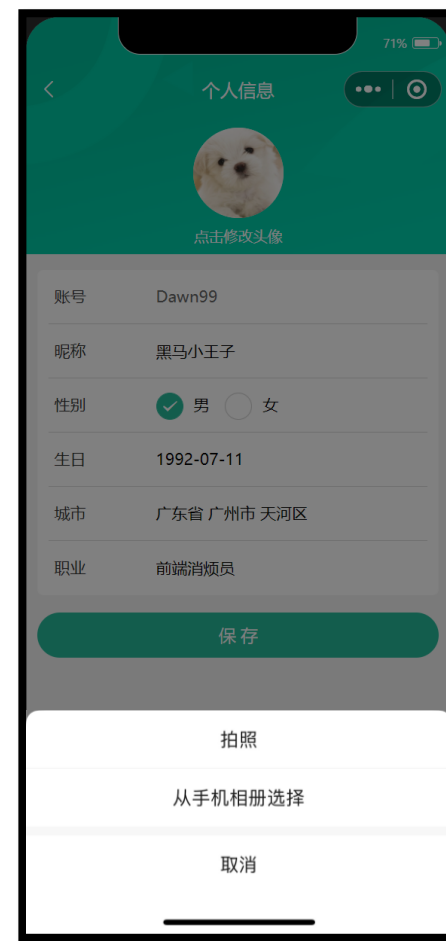 71%
个人信息
点击修改头像
账号 Dawn99
昵称 黑马小王子
性别 男 女
生日 1992-07-11
城市 广东省 广州市 天河区
职业 前端消烦员
保存
拍照
从手机相册选择
取消